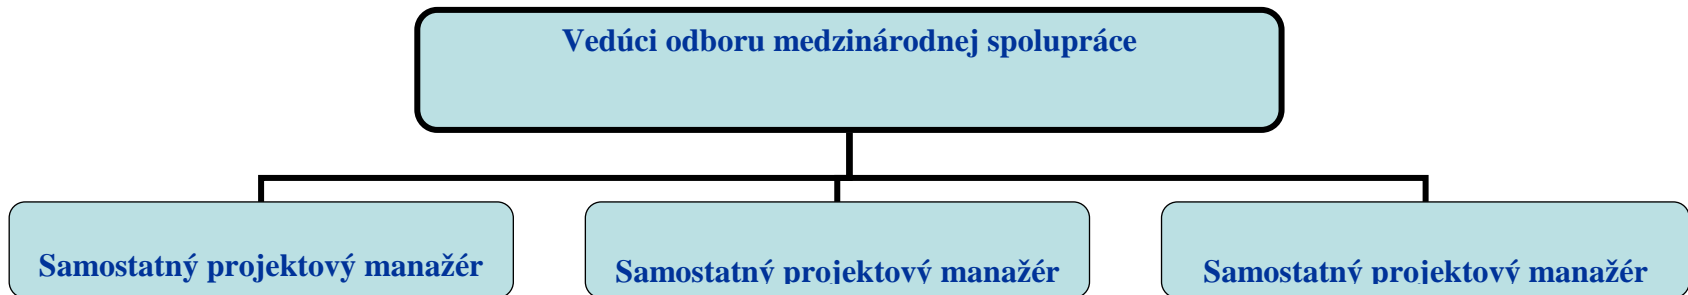 Vedúci odboru medzinárodnej spolupráce
Samostatný projektový manažér
Samostatný projektový manažér
Samostatný projektový manažér